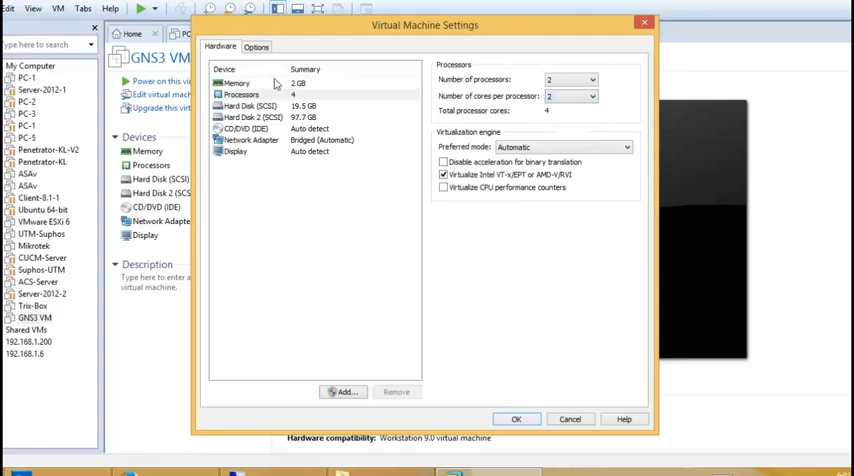 Edit View VM Tabs Help
Virtual Machine Settings
Type here to search
Home
My Computer
PC-1
Server-2012-1
PC-2
PC-1
PC-5
Penetrator-KL-V2
Penetrator-KL
ASAv
ASAv
Client-8.1-1
Ubuntu 64-bit
VMware ESXi 6
UTM-Suphos
Mikrotek
CUCM-Server
Suphos-UTM
ACS-Server
Server-2012-2
Trix-Box
GNS3 VM
Shared VMs
192.168.1.200
192.168.1.6
GNS3 VM
Power on this vir
Edit virtual machin
Upgrade this virtu
Devices
Memory
Processors
Hard Disk (SCSI)
Hard Disk 2 (SCSI)
CD/DVD (IDE)
Network Adapte
Display
Description
Type here to enter
virtual machine.
Hardware Options
Device Summary
Memory 2 GB
Processors 4
Hard Disk (SCSI) 19.5 GB
Hard Disk 2 (SCSI) 97.7 GB
CD/DVD (IDE) Auto detect
Network Adapter Bridged (Automatic)
Display Auto detect
Add... Remove
Processors
Number of processors: 2
Number of cores per processor: 2
Total processor cores: 4
Virtualization engine
Preferred mode: Automatic
Disable acceleration for binary translation
Virtualize Intel VT-x/EPT or AMD-V/RVI
Virtualize CPU performance counters
OK Cancel Help
Hardware compatibility: Workstation 9.0 virtual machine